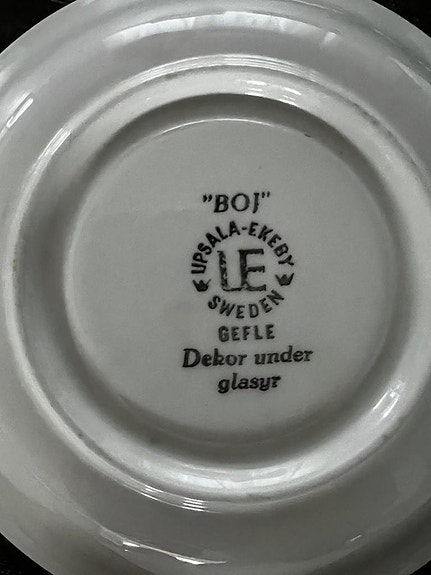 "BOJ"
UPSALA-EKEBY
UE
SWEDEN
GEFLE
Dekor under
glasyr